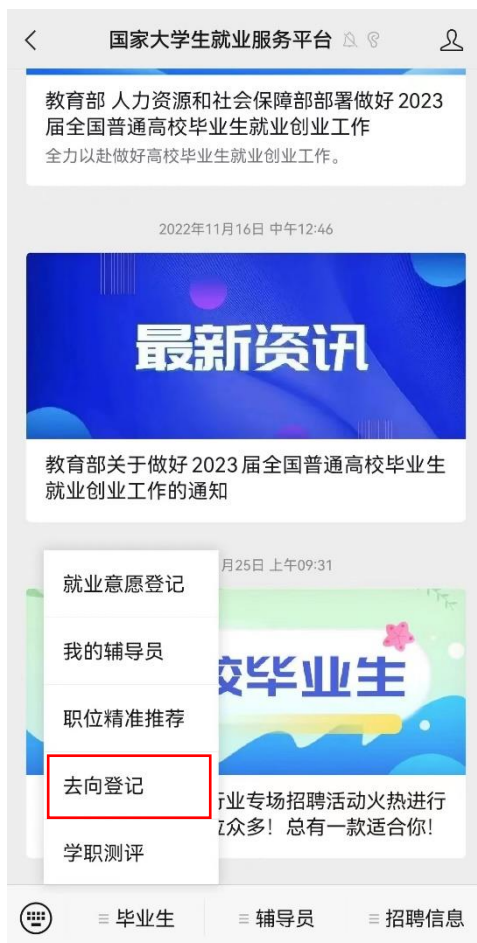 国家大学生就业服务平台
教育部 人力资源和社会保障部部署做好 2023
届全国普通高校毕业生就业创业工作
全力以赴做好高校毕业生就业创业工作。
2022年11月16日 中午12:46
最新资讯
教育部关于做好 2023 届全国普通高校毕业生
就业创业工作的通知
月25日 上午09:31
校毕业生
行业专场招聘活动火热进行
位众多！总有一款适合你!
就业意愿登记
我的辅导员
职位精准推荐
去向登记
学职测评
毕业生
辅导员
招聘信息